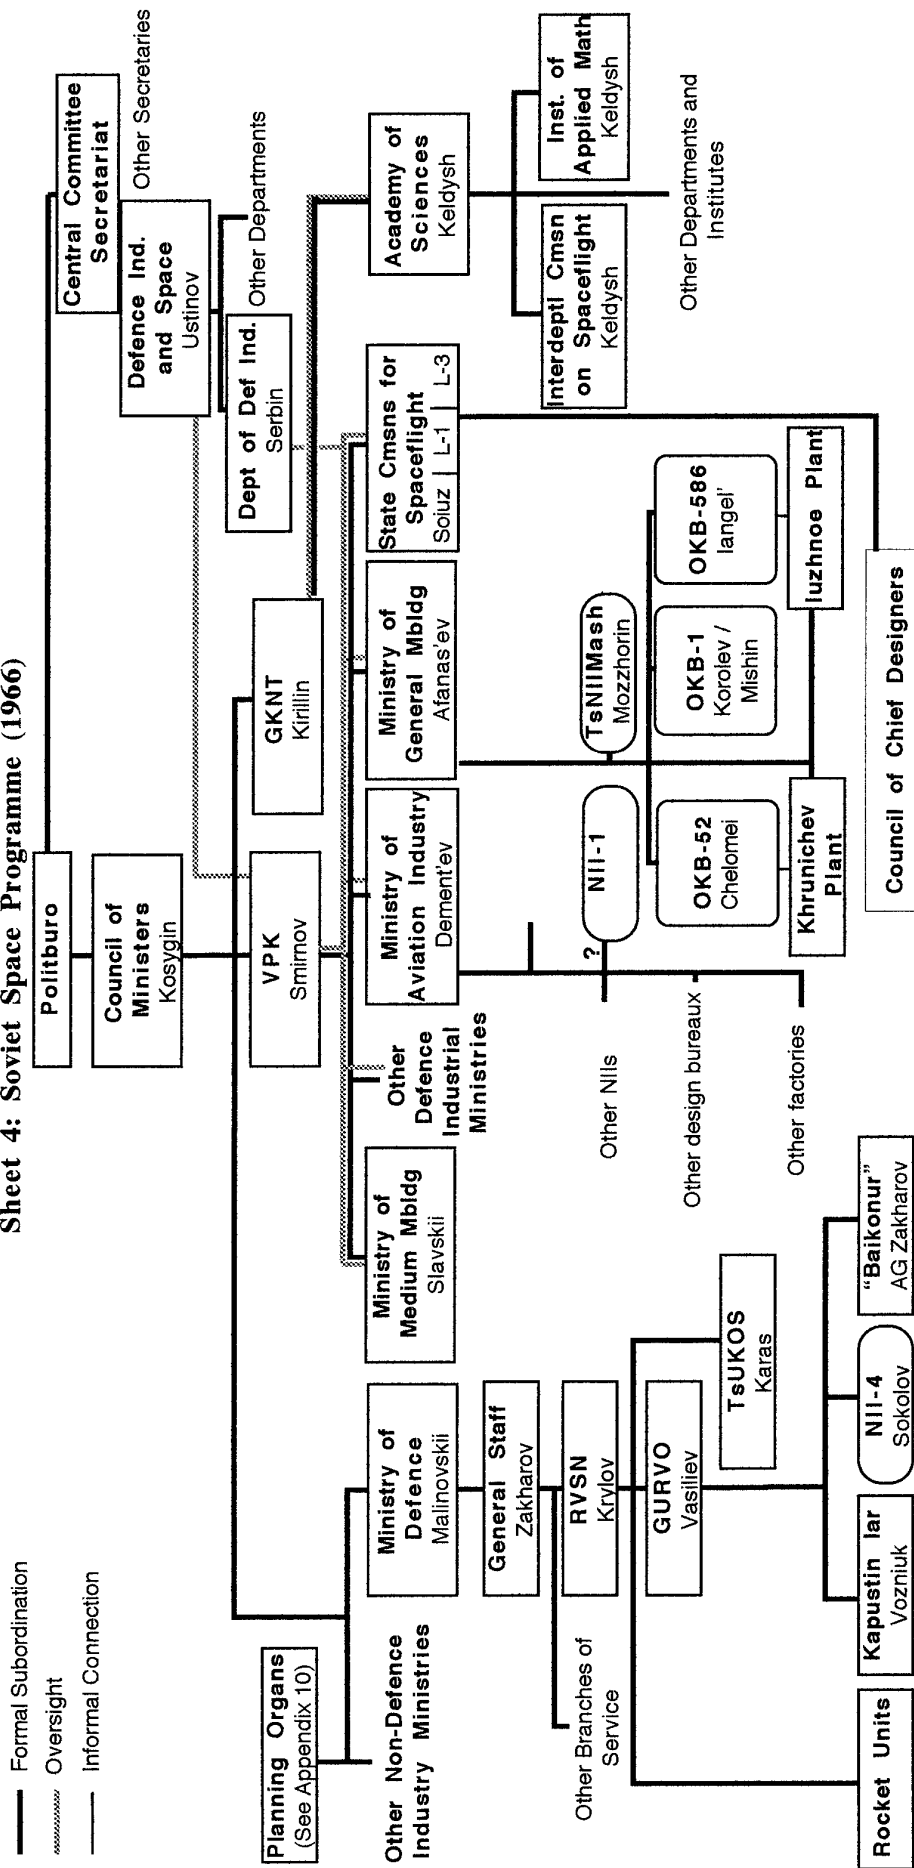 Sheet 4: Soviet Space Programme (1966)
Formal Subordination
Oversight
Informal Connection
Politburo
Central Committee
Secretariat
Other Secretaries
Council of
Ministers
Kosygin
Defence Ind.
and Space
Ustinov
Other Departments
Planning Organs
(See Appendix 10)
VPK
Smirnov
GKNT
Kirillin
Dept of Def Ind.
Serbin
Other Non-Defence
Industry Ministries
Ministry of
Defence
Malinovskii
Ministry of
Medium Mbldg
Slavskii
Other
Defence
Industrial
Ministries
Ministry of
Aviation Industry
Dement'ev
Ministry of
General Mbldg
Afanas'ev
State Cmsns for
Spaceflight
Soiuz | L-1 | L-3
Academy of
Sciences
Keldysh
General Staff
Zakharov
Other Branches of
Service
RVSN
Krylov
GURVO
Vasiliev
TsUKOS
Karas
Rocket Units
Kapustin Iar
Vozniuk
NII-4
Sokolov
"Baikonur"
AG Zakharov
Other NIIs
Other design bureaux
Other factories
?
NII-1
TsNIIMash
Mozzhorin
OKB-52
Chelomei
OKB-1
Korolev /
Mishin
OKB-586
Iangel'
Khrunichev
Plant
Iuzhnoe Plant
Council of Chief Designers
Interdeptl Cmsn
on Spaceflight
Keldysh
Inst. of
Applied Math
Keldysh
Other Departments and
Institutes